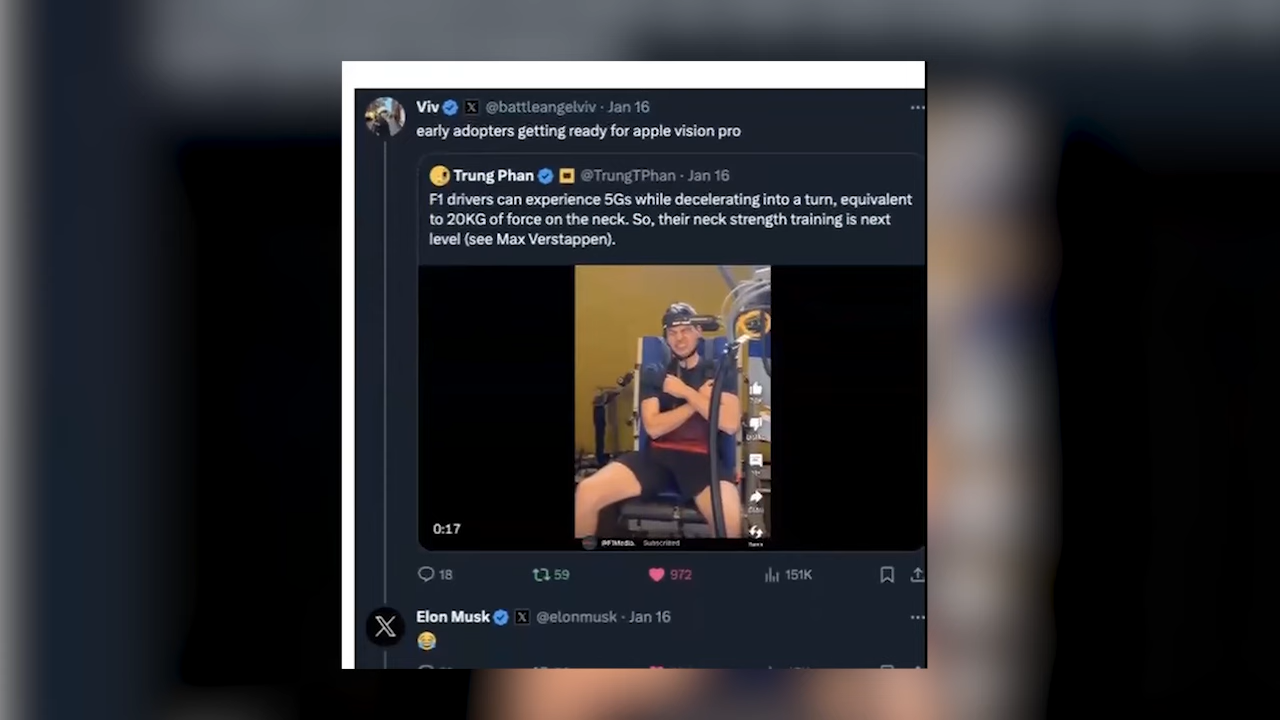 Viv @battleangelviv · Jan 16
early adopters getting ready for apple vision pro
Trung Phan @TrungTPhan · Jan 16
F1 drivers can experience 5Gs while decelerating into a turn, equivalent
to 20KG of force on the neck. So, their neck strength training is next
level (see Max Verstappen).
0:17
Subscribed
18 59 972 151K
Elon Musk @elonmusk · Jan 16
😂